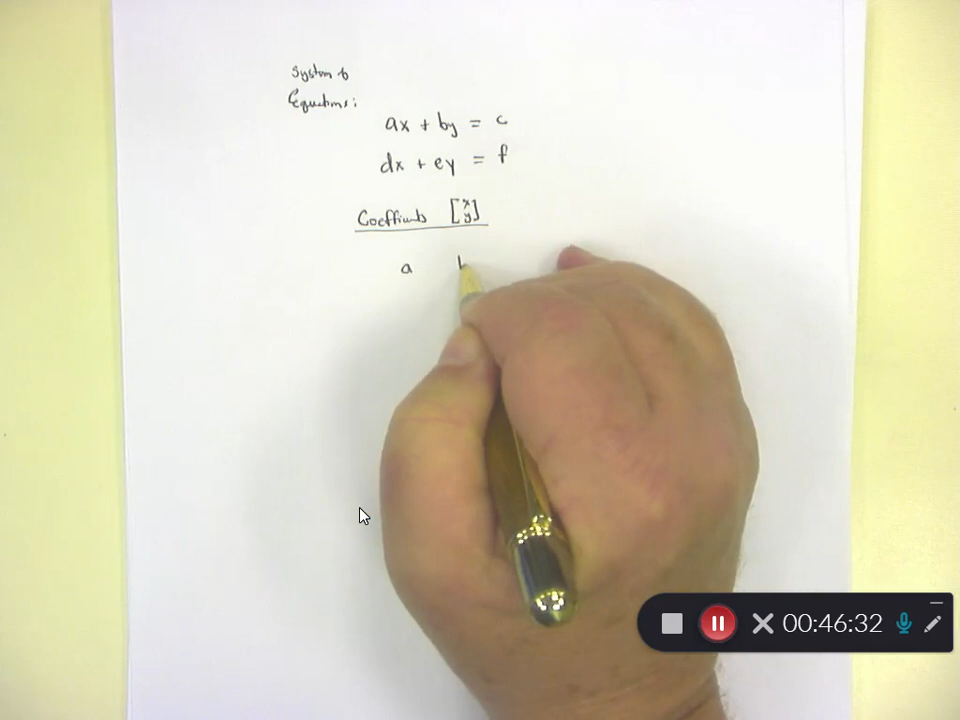 System of
Equations:
ax + by = c
dx + ey = f
Coefficients [x
y]
a
00:46:32